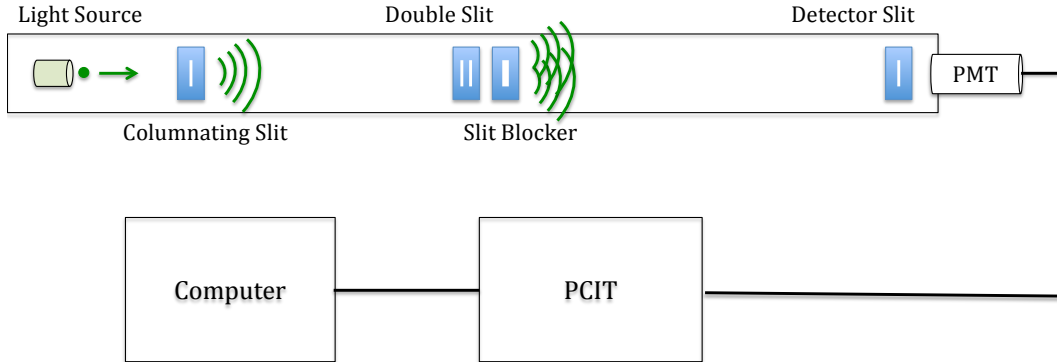 Light Source
Double Slit
Detector Slit
PMT
Columnating Slit
Slit Blocker
Computer
PCIT